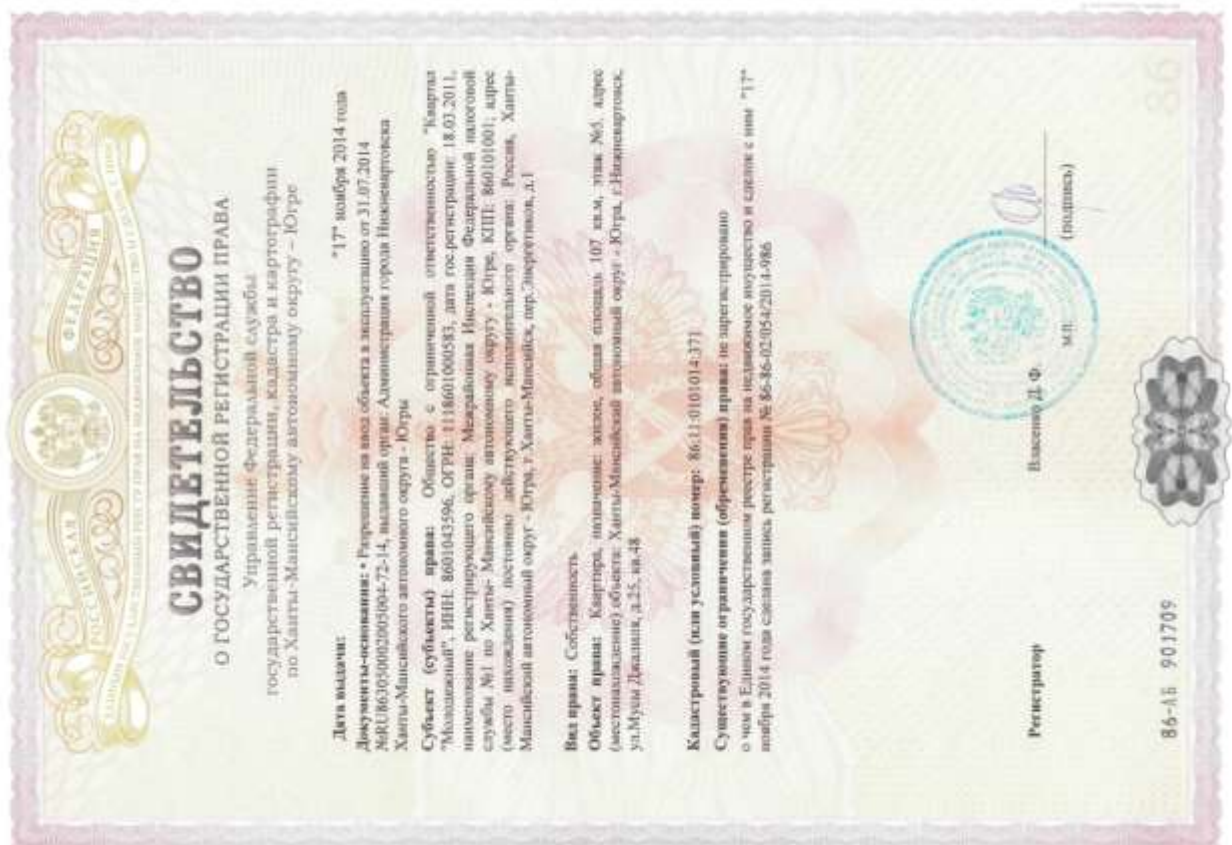 РОССИЙСКАЯ ФЕДЕРАЦИЯ
СВИДЕТЕЛЬСТВО
О ГОСУДАРСТВЕННОЙ РЕГИСТРАЦИИ ПРАВА
Управление Федеральной службы
государственной регистрации, кадастра и картографии
по Ханты-Мансийскому автономному округу – Югре
Дата выдачи: "17" ноября 2014 года
Документы-основания: • Разрешение на ввод объекта в эксплуатацию от 31.07.2014
№RU863050002005004-72-14, выдавший орган: Администрация города Нижневартовска
Ханты-Мансийского автономного округа - Югры
Субъект (субъекты) права: Общество с ограниченной ответственностью "Квартал
"Молодежный", ИНН: 8601043596, ОГРН: 1118601000583, дата гос.регистрации: 18.03.2011,
наименование регистрирующего органа: Межрайонная Инспекция Федеральной налоговой
службы №1 по Ханты- Мансийскому автономному округу - Югре, КПП: 860101001; адрес
(место нахождения) постоянно действующего исполнительного органа: Россия, Ханты-
Мансийский автономный округ - Югра, г.Ханты-Мансийск, пер.Энергетиков, д.1
Вид права: Собственность
Объект права: Квартира, назначение: жилое, общая площадь 107 кв.м, этаж №5, адрес
(местонахождение) объекта: Ханты-Мансийский автономный округ - Югра, г.Нижневартовск,
ул.Мусы Джалиля, д.25, кв.48
Кадастровый (или условный) номер: 86:11:0101014:371
Существующие ограничения (обременения) права: не зарегистрировано
о чем в Едином государственном реестре прав на недвижимое имущество и сделок с ним "17"
ноября 2014 года сделана запись регистрации № 86-86-02/054/2014-986
Регистратор Власенко Д. Ф.
М.П. (подпись)
86-АБ 901709
86